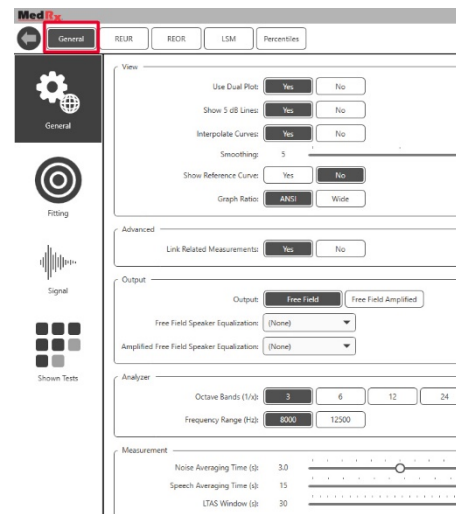 MedRx
General REUR REOR LSM Percentiles
View
Use Dual Plot: Yes No
Show 5 dB Lines: Yes No
Interpolate Curves: Yes No
General
Smoothing: 5
Show Reference Curve: Yes No
Graph Ratio: ANSI Wide
Fitting
Advanced
Link Related Measurements: Yes No
Output
Signal
Output: Free Field Free Field Amplified
Free Field Speaker Equalization: (None)
Amplified Free Field Speaker Equalization: (None)
Shown Tests
Analyzer
Octave Bands (1/x): 3 6 12 24
Frequency Range (Hz): 8000 12500
Measurement
Noise Averaging Time (s): 3.0
Speech Averaging Time (s): 15
LTAS Window (s): 30